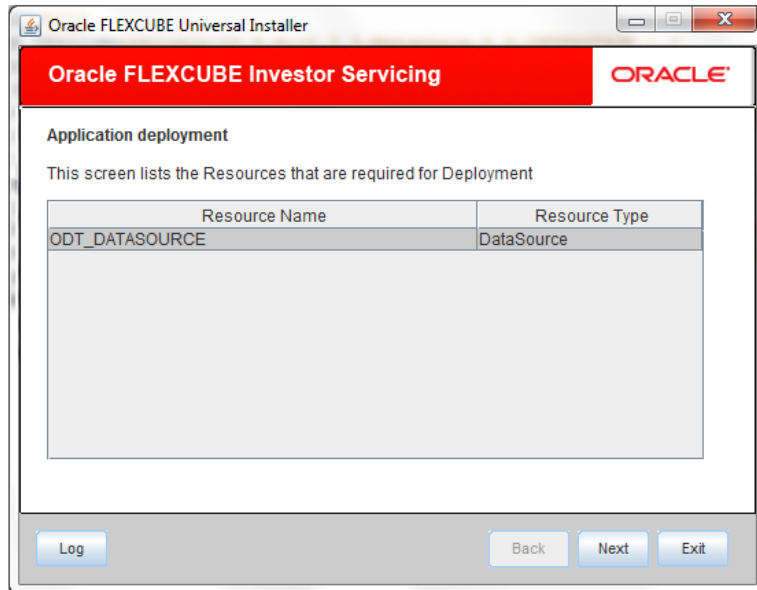 Oracle FLEXCUBE Universal Installer
Oracle FLEXCUBE Investor Servicing
ORACLE
Application deployment
This screen lists the Resources that are required for Deployment
Resource Name Resource Type
ODT_DATASOURCE DataSource
Log Back Next Exit